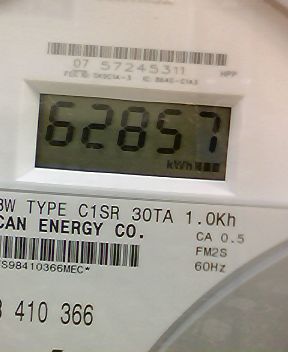 07 57245311
HPP
62857
kWh
3W TYPE C1SR 30TA 1.0Kh
CAN ENERGY CO.
CA 0.5
FM2S
60Hz
S98410366MEC*
410 366